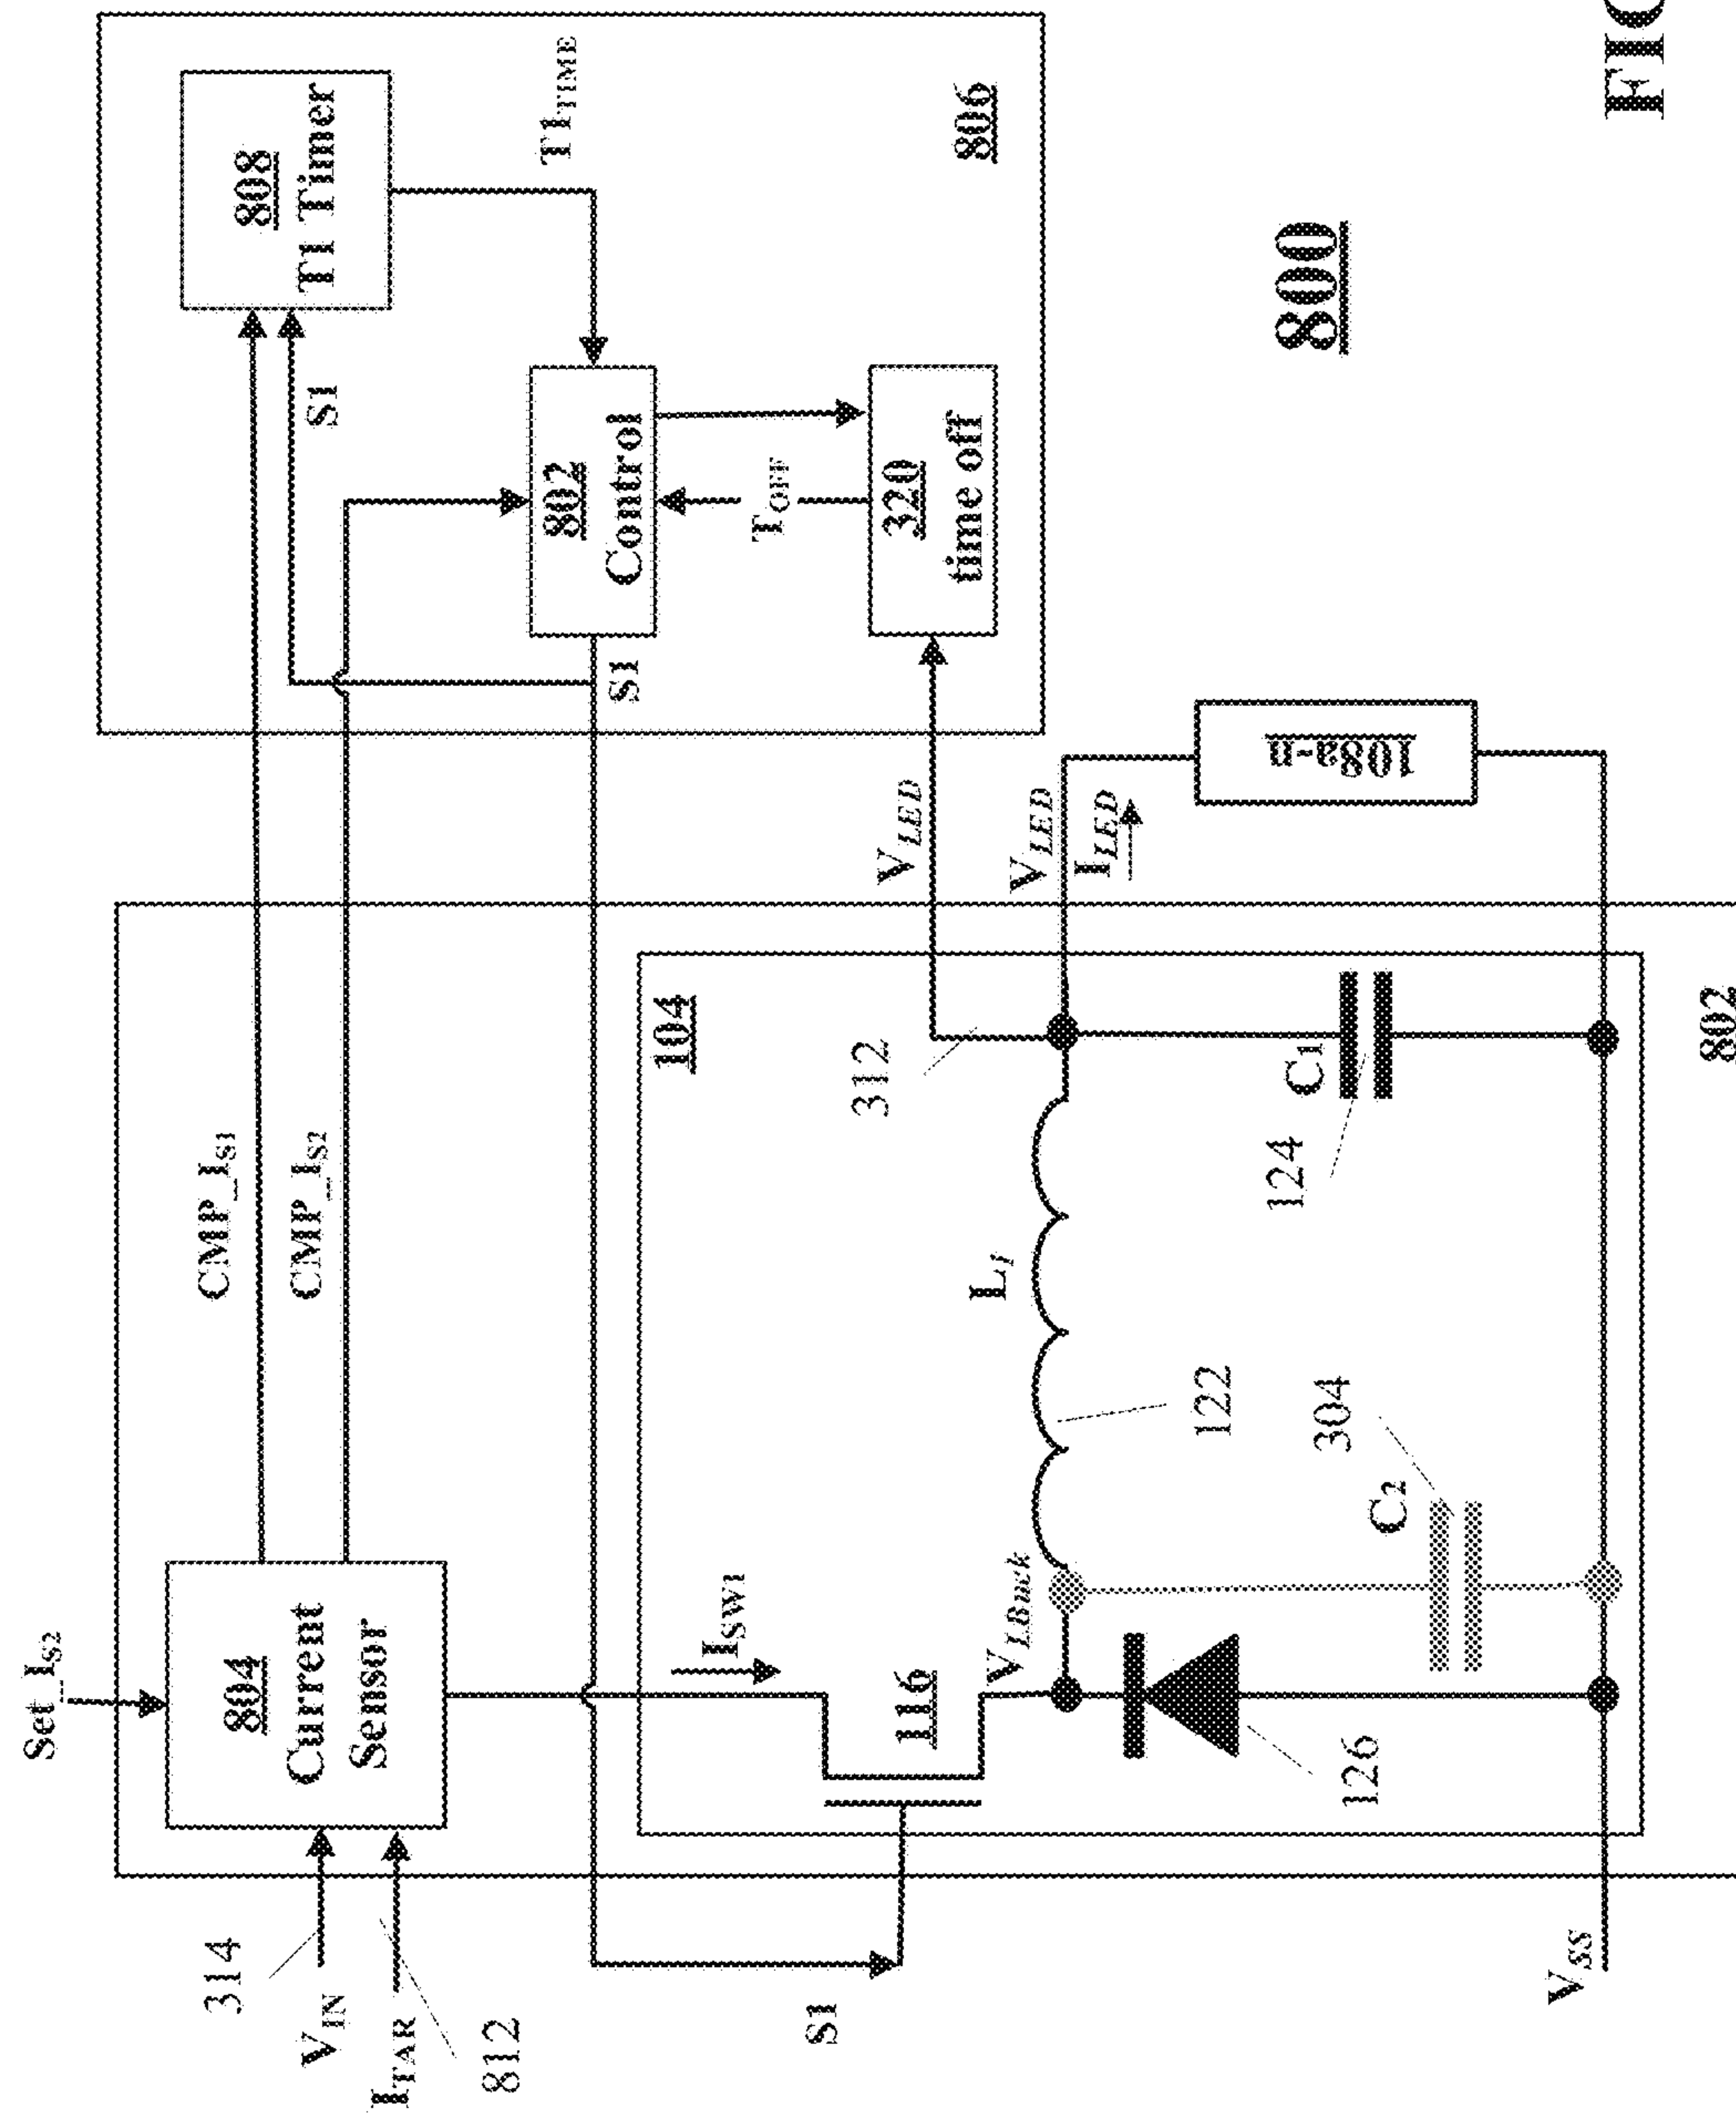 Set_IS2
314
VIN
ITAR
812
804
Current
Sensor
CMP_IS1
CMP_IS2
S1
808
T1 Timer
T1TIME
S1
802
Control
TOFF
320
time off
806
S1
104
ISW1
116
VLBuck
L1
122
312
VLED
VLED
ILED
108a-n
C1
124
C2
304
126
VSS
802
800
FIG